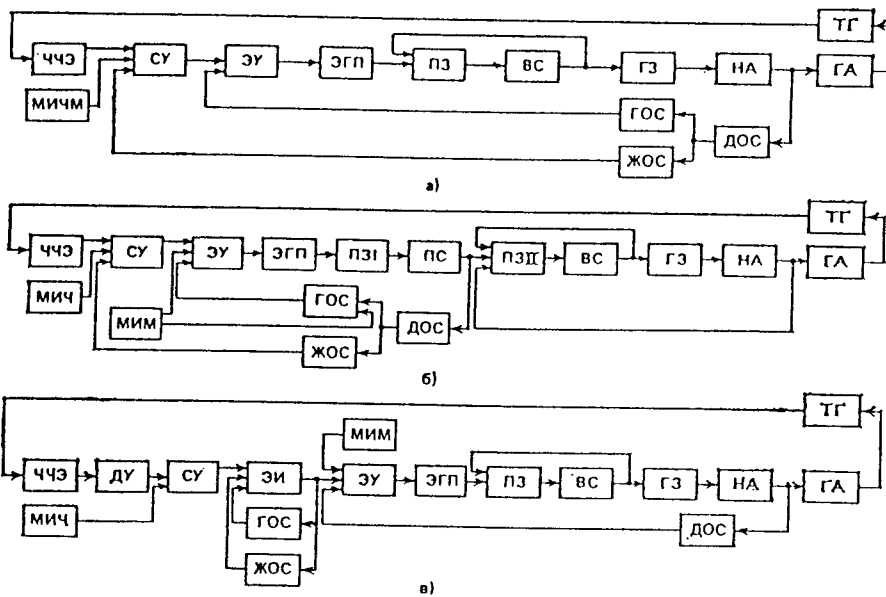 ТГ
ЧЧЭ СУ ЭУ ЭГП ПЗ ВС ГЗ НА ГА
МИЧМ
ГОС
ДОС
ЖОС
а)
ТГ
ЧЧЭ СУ ЭУ ЭГП ПЗI ПС ПЗII ВС ГЗ НА ГА
МИЧ
ГОС
МИМ
ДОС
ЖОС
б)
ТГ
МИМ
ЧЧЭ ДУ СУ ЭИ ЭУ ЭГП ПЗ ВС ГЗ НА ГА
МИЧ
ГОС
ДОС
ЖОС
в)